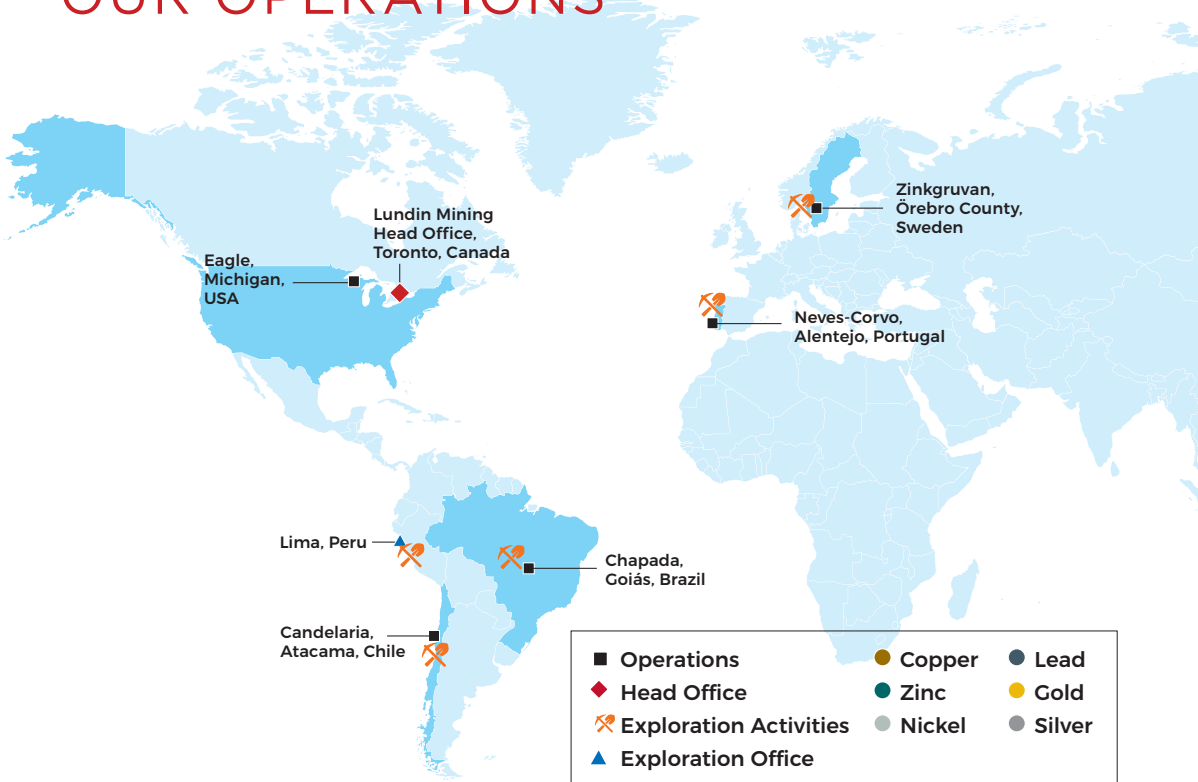 OUR OPERATIONS
Zinkgruvan,
Örebro County,
Sweden
Lundin Mining
Head Office,
Toronto, Canada
Eagle,
Michigan,
USA
Neves-Corvo,
Alentejo, Portugal
Lima, Peru
Chapada,
Goiás, Brazil
Candelaria,
Atacama, Chile
Operations
Head Office
Exploration Activities
Exploration Office
Copper
Zinc
Nickel
Lead
Gold
Silver